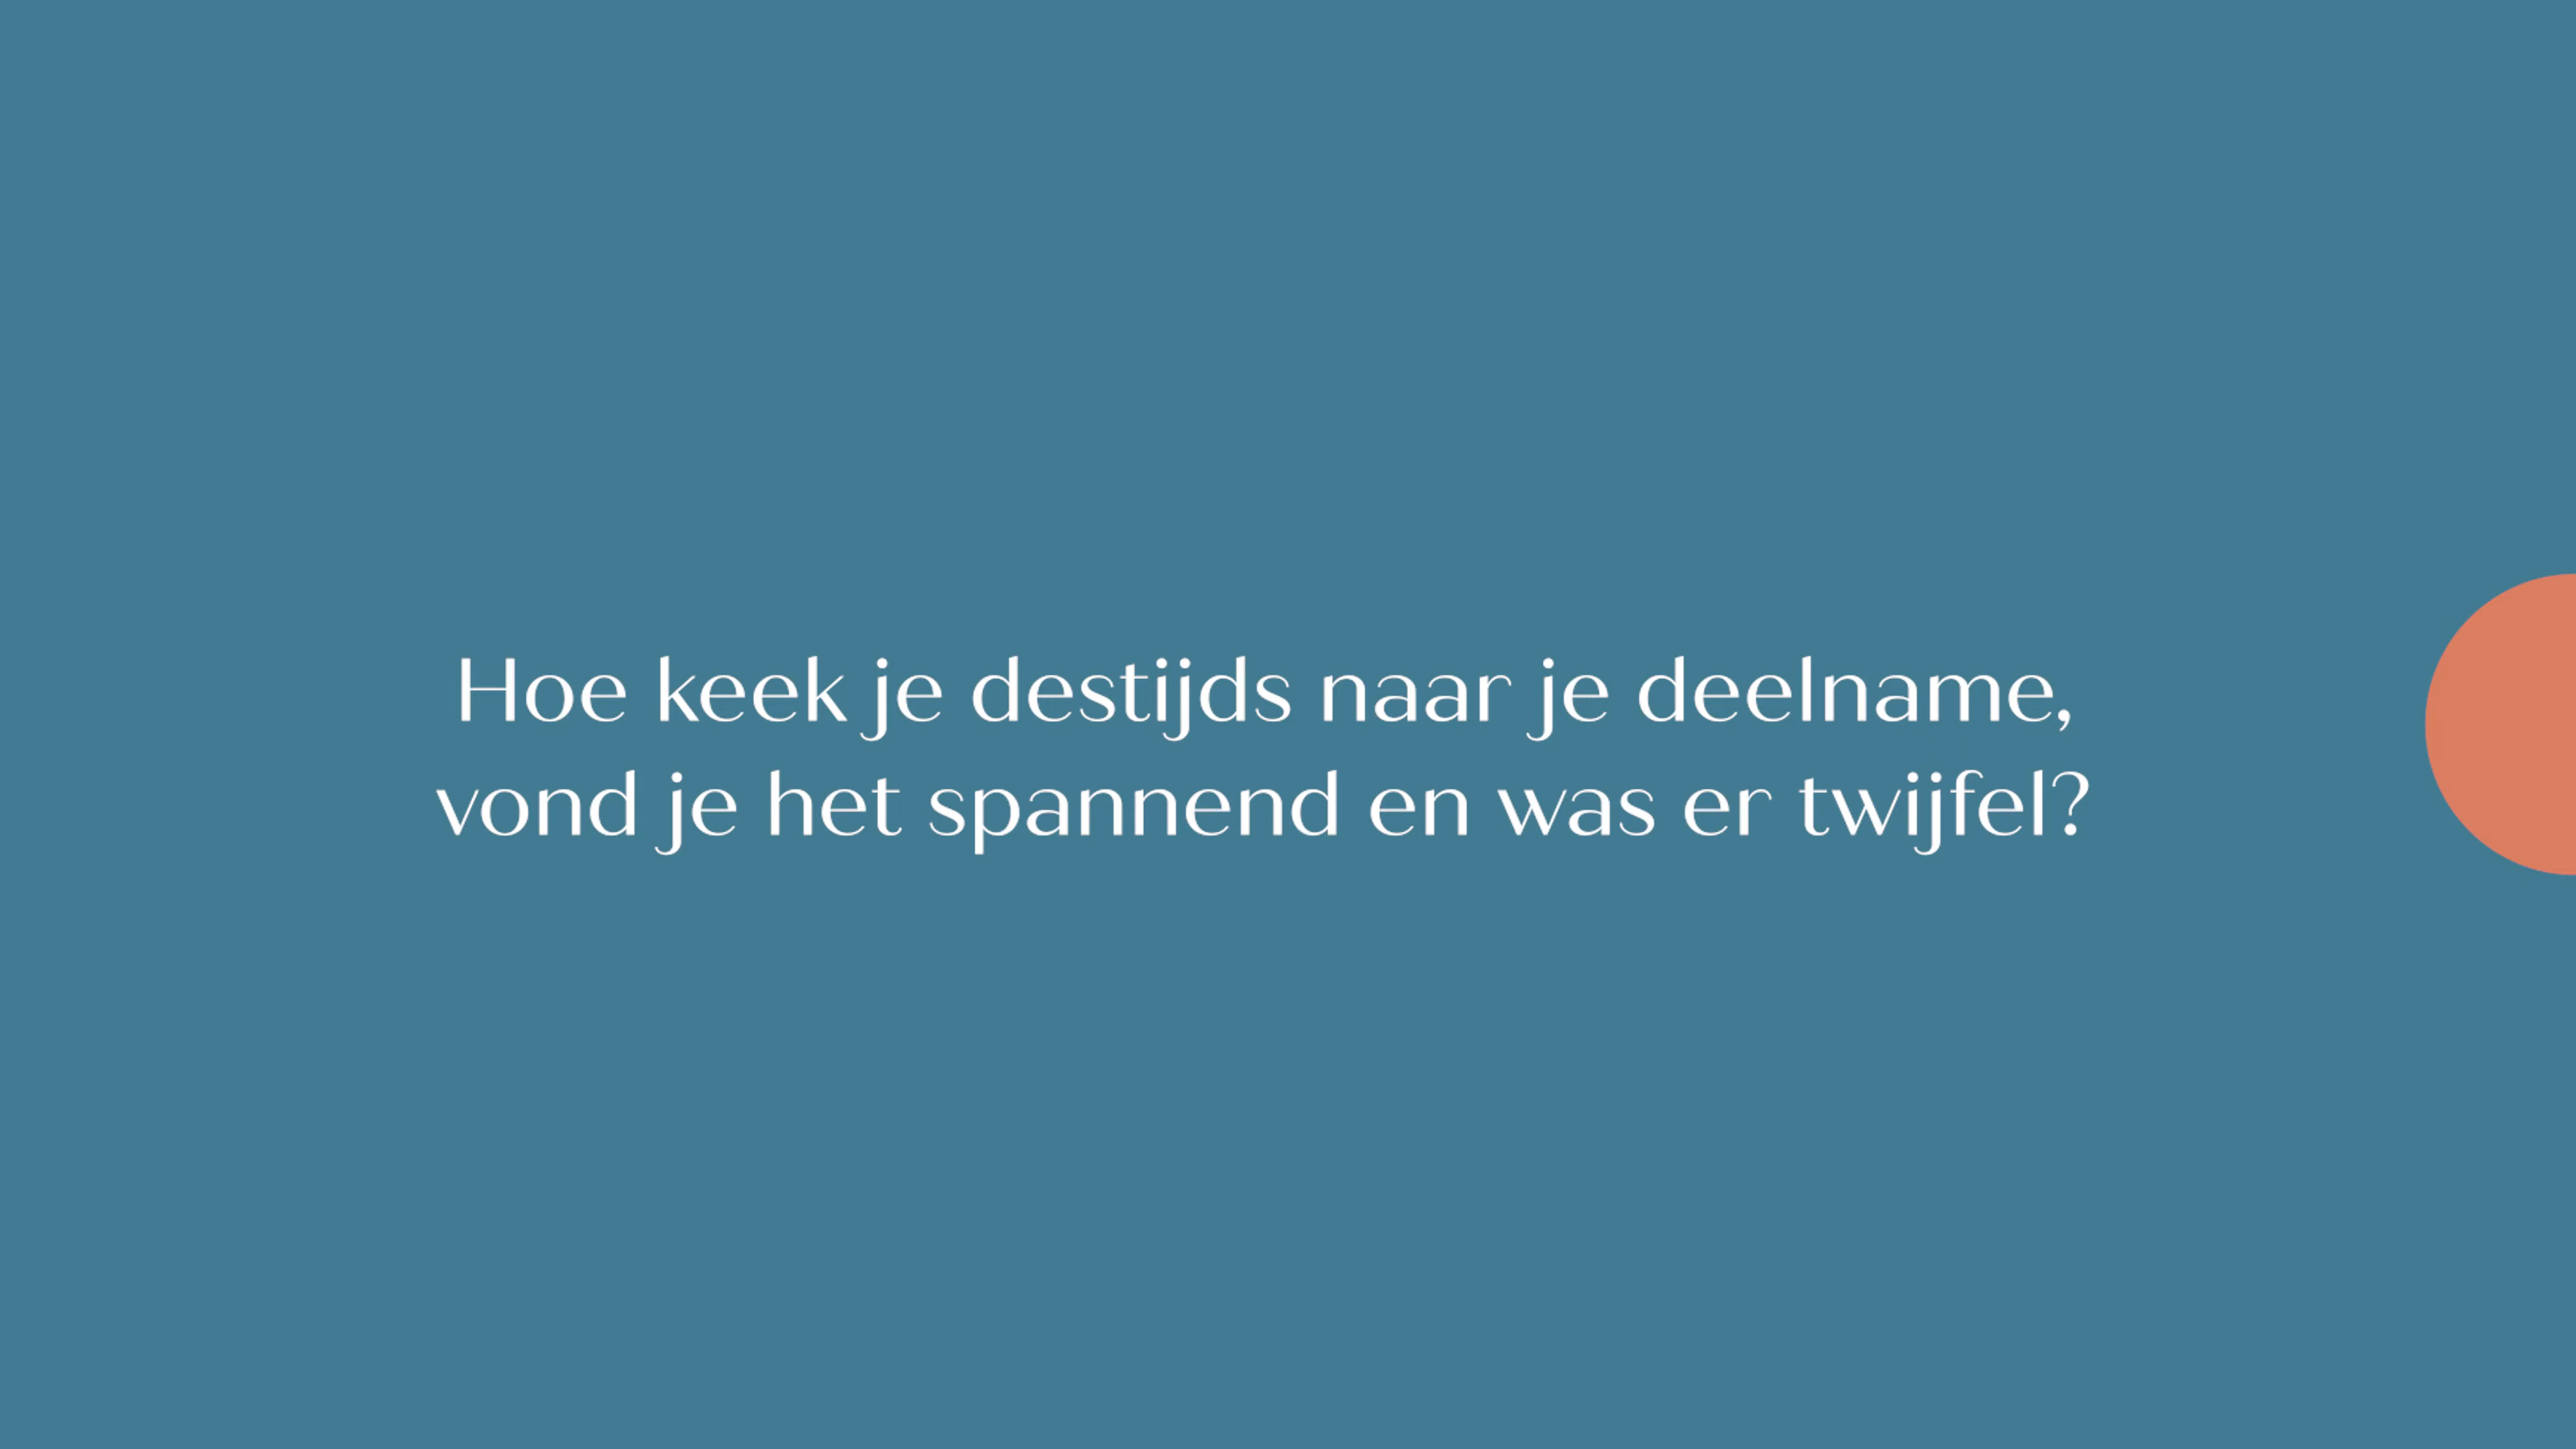 Hoe keek je destijds naar je deelname,
vond je het spannend en was er twijfel?